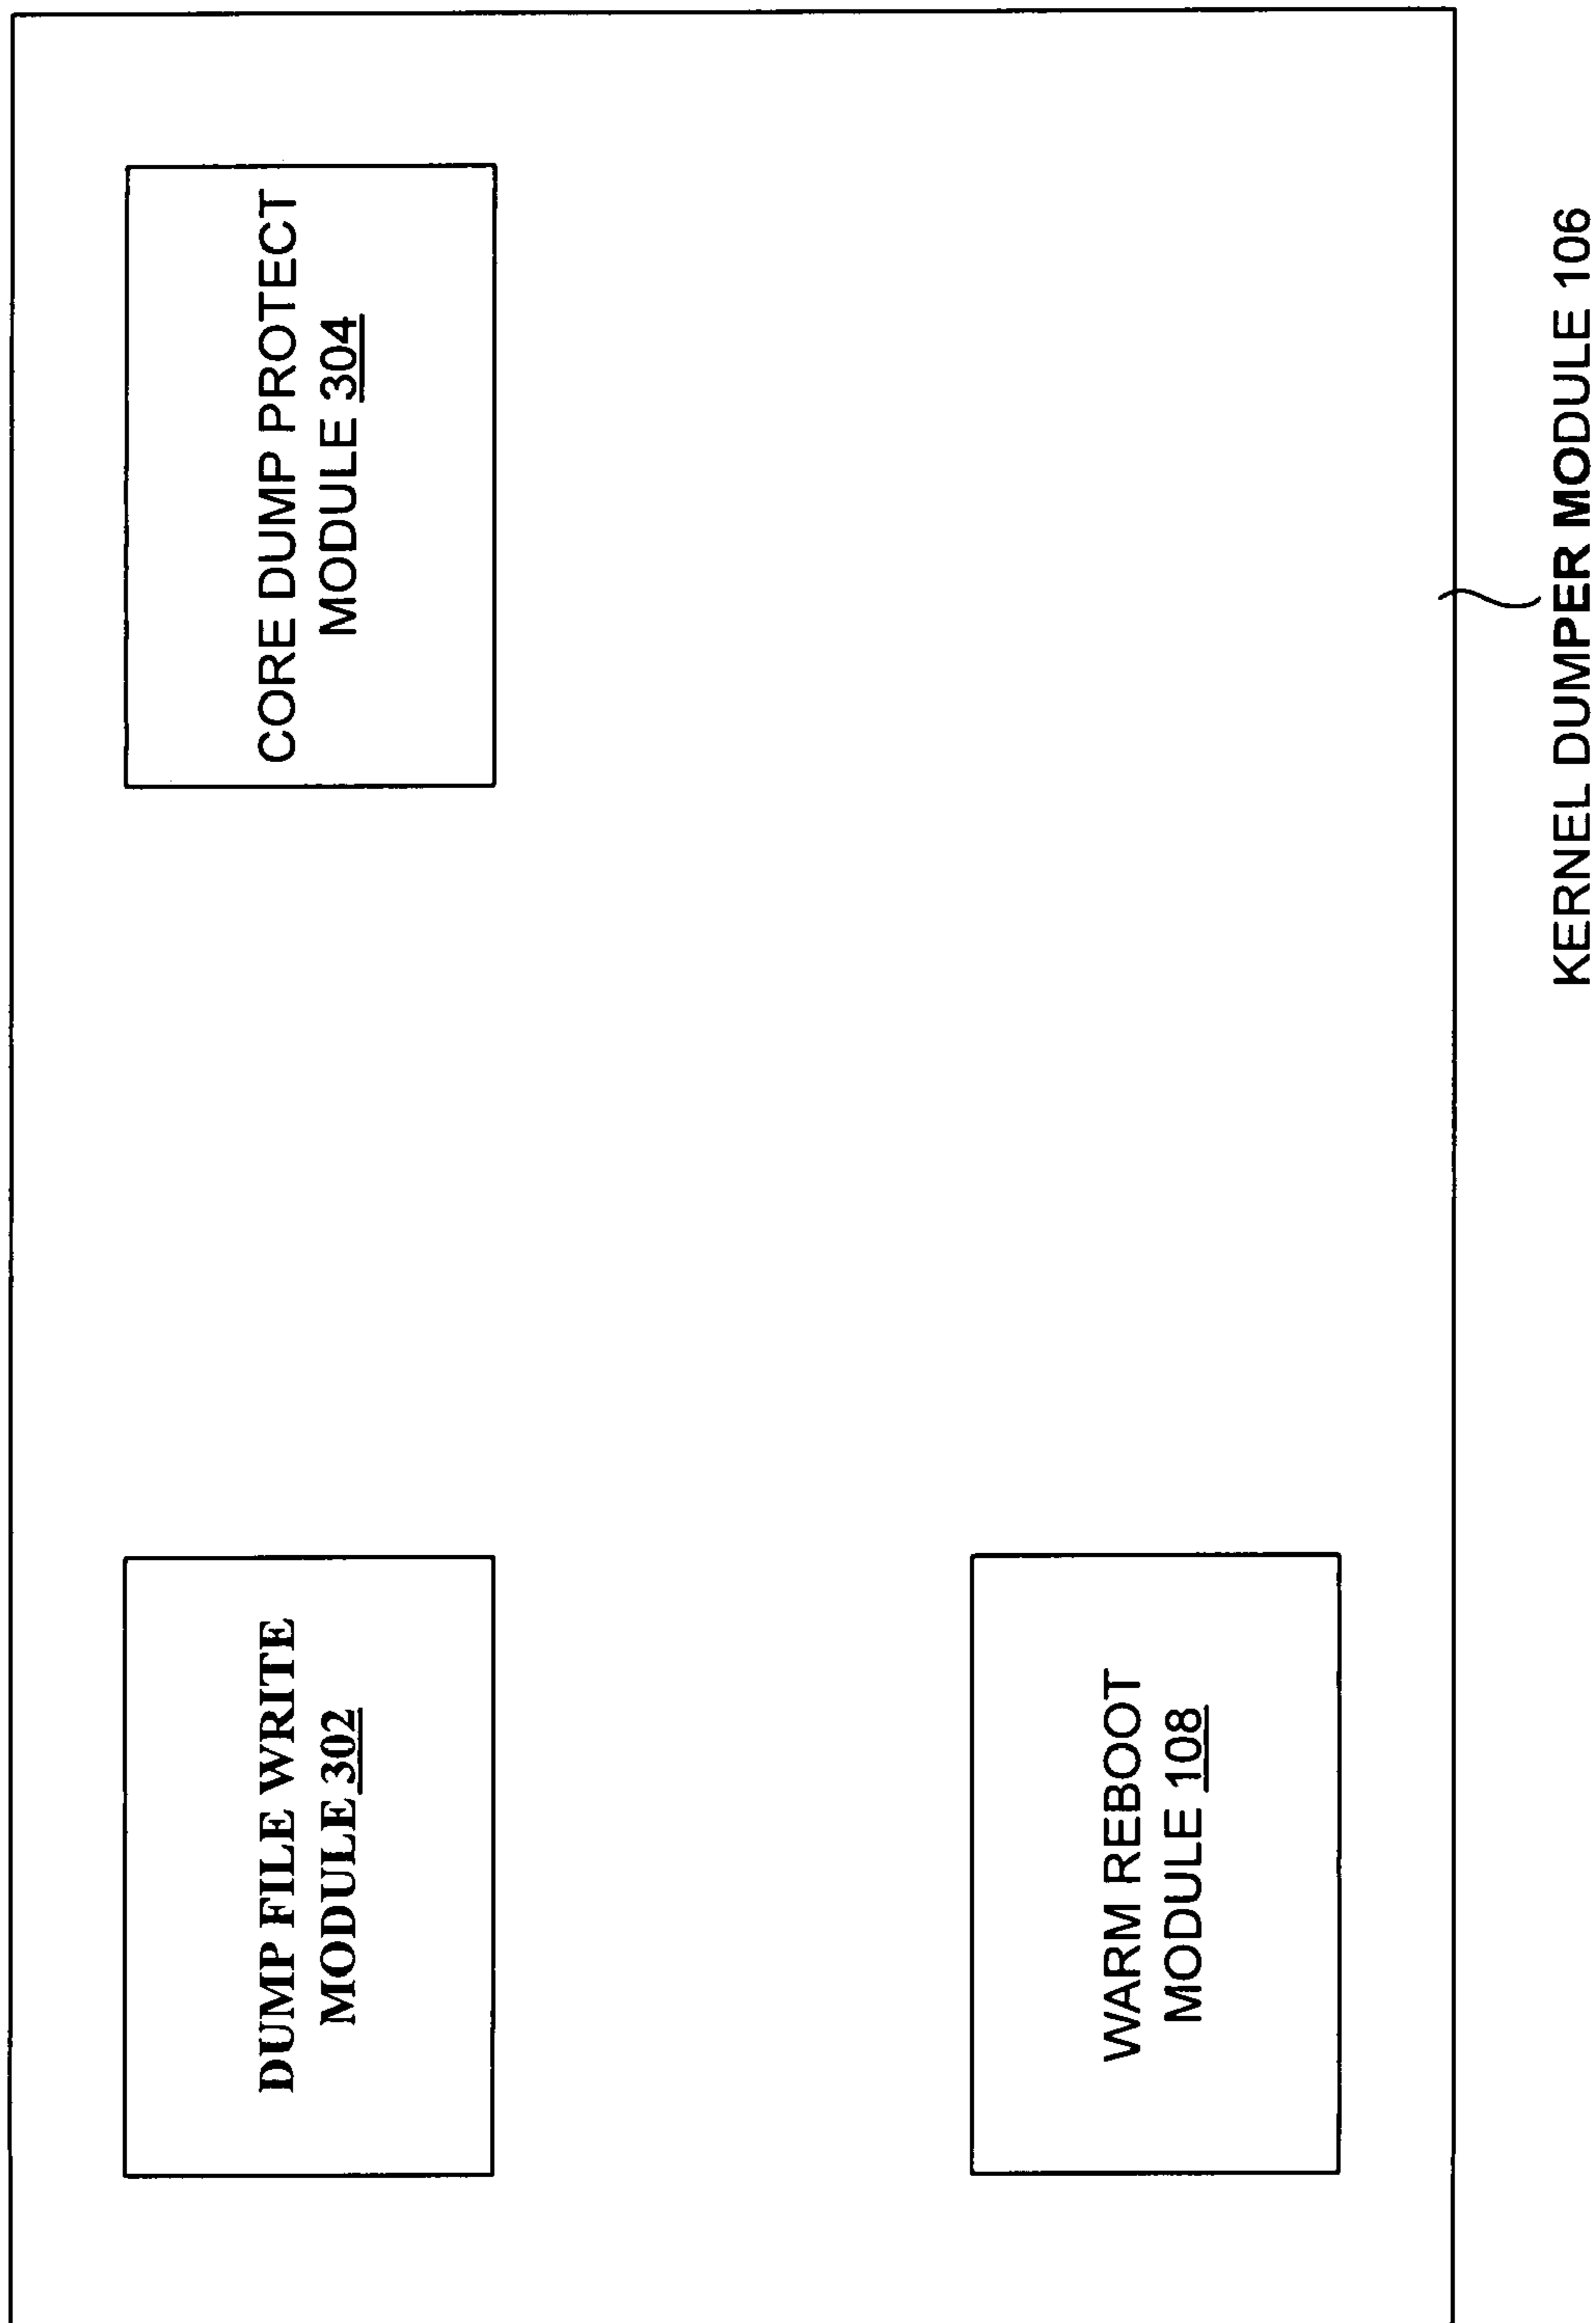 DUMP FILE WRITE
MODULE 302
CORE DUMP PROTECT
MODULE 304
WARM REBOOT
MODULE 108
KERNEL DUMPER MODULE 106